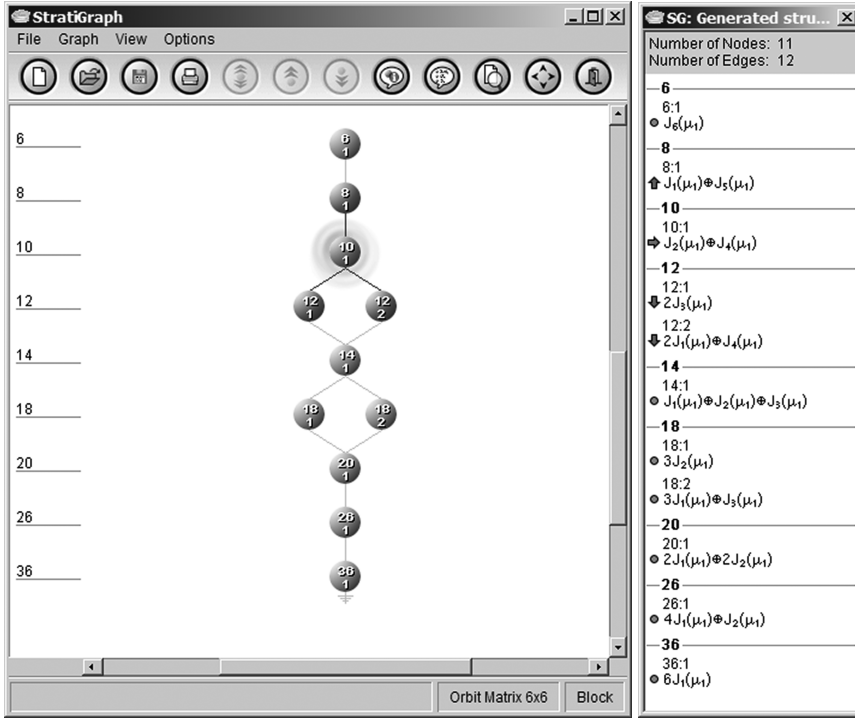 StratiGraph
File Graph View Options
6
8
10
12
14
18
20
26
36
6
1
8
1
10
1
12
1
12
2
14
1
18
1
18
2
20
1
26
1
36
1
Orbit Matrix 6x6
Block
SG: Generated stru...
Number of Nodes: 11
Number of Edges: 12
6
6:1
J₆(μ₁)
8
8:1
J₁(μ₁)⊕J₅(μ₁)
10
10:1
J₂(μ₁)⊕J₄(μ₁)
12
12:1
2J₃(μ₁)
12:2
2J₁(μ₁)⊕J₄(μ₁)
14
14:1
J₁(μ₁)⊕J₂(μ₁)⊕J₃(μ₁)
18
18:1
3J₂(μ₁)
18:2
3J₁(μ₁)⊕J₃(μ₁)
20
20:1
2J₁(μ₁)⊕2J₂(μ₁)
26
26:1
4J₁(μ₁)⊕J₂(μ₁)
36
36:1
6J₁(μ₁)